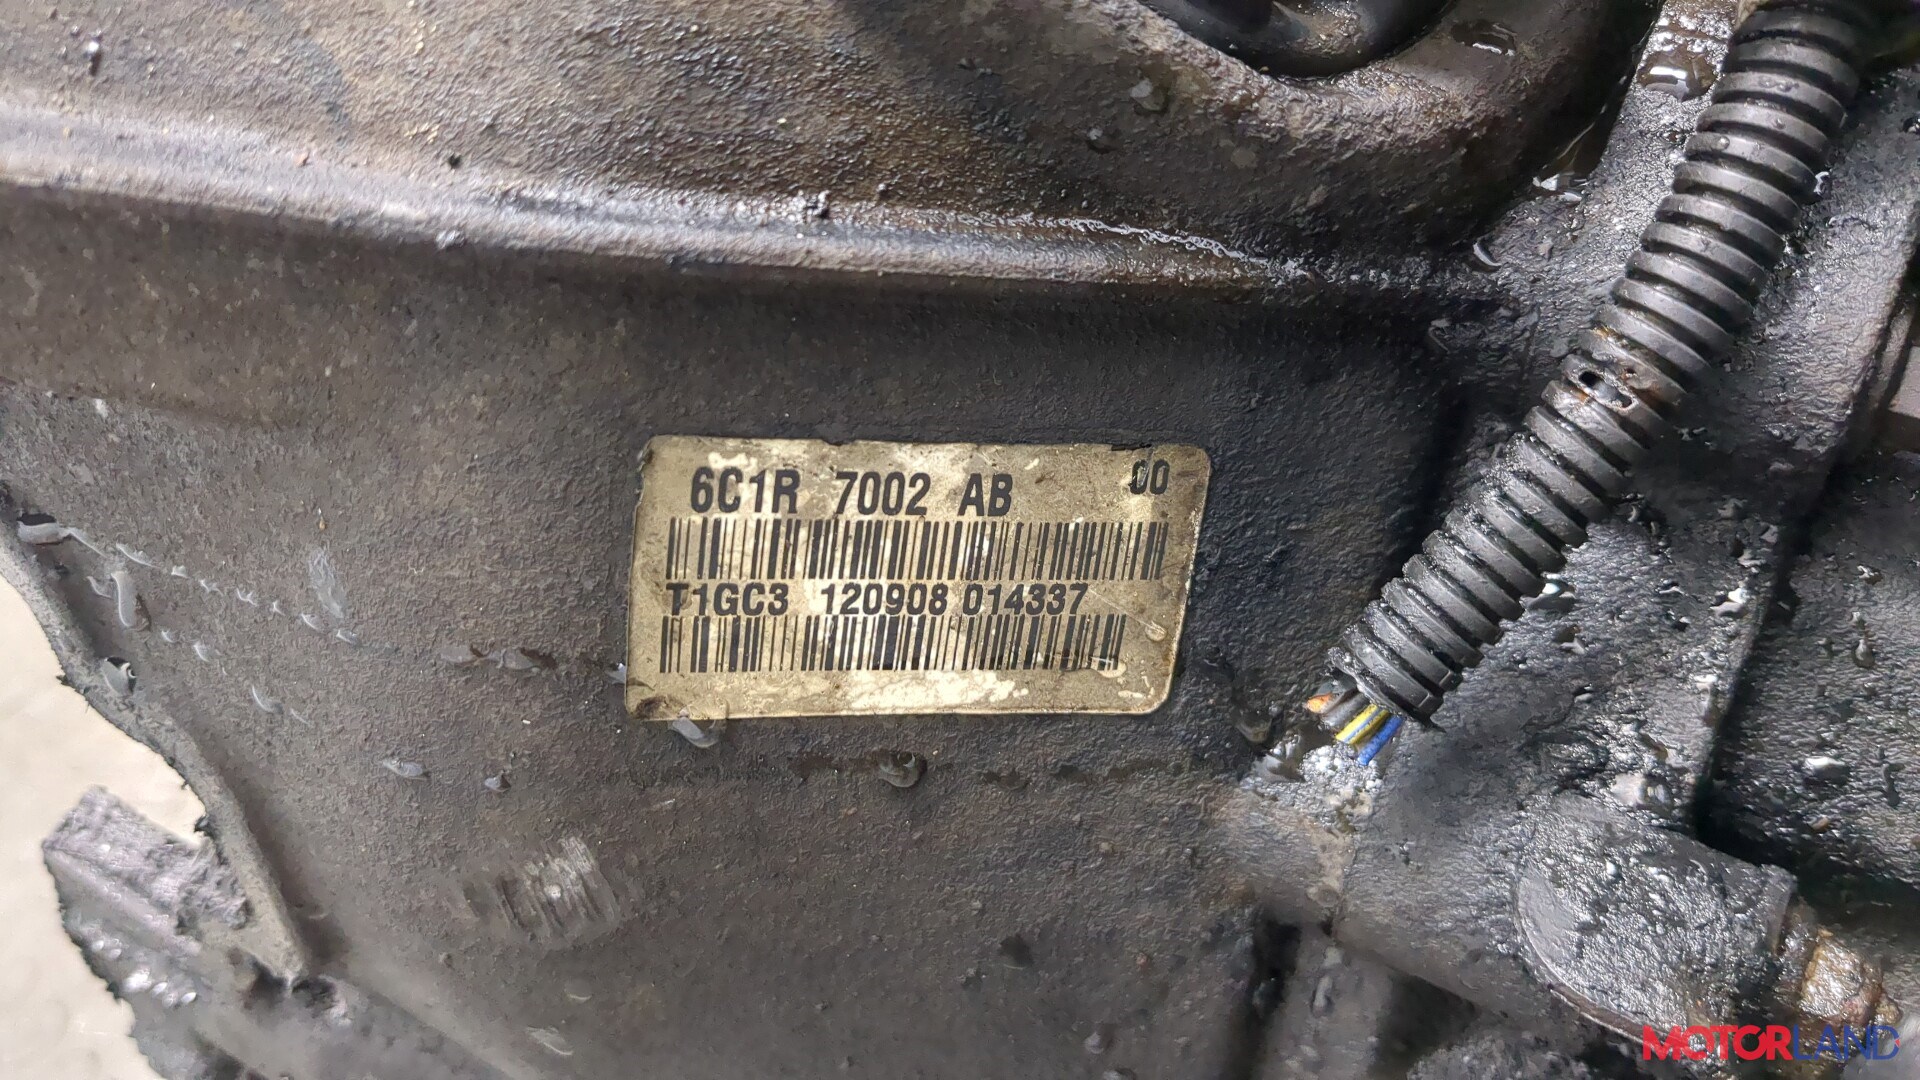 6C1R 7002 AB 00
T1GC3 120908 014337
MOTORLAND